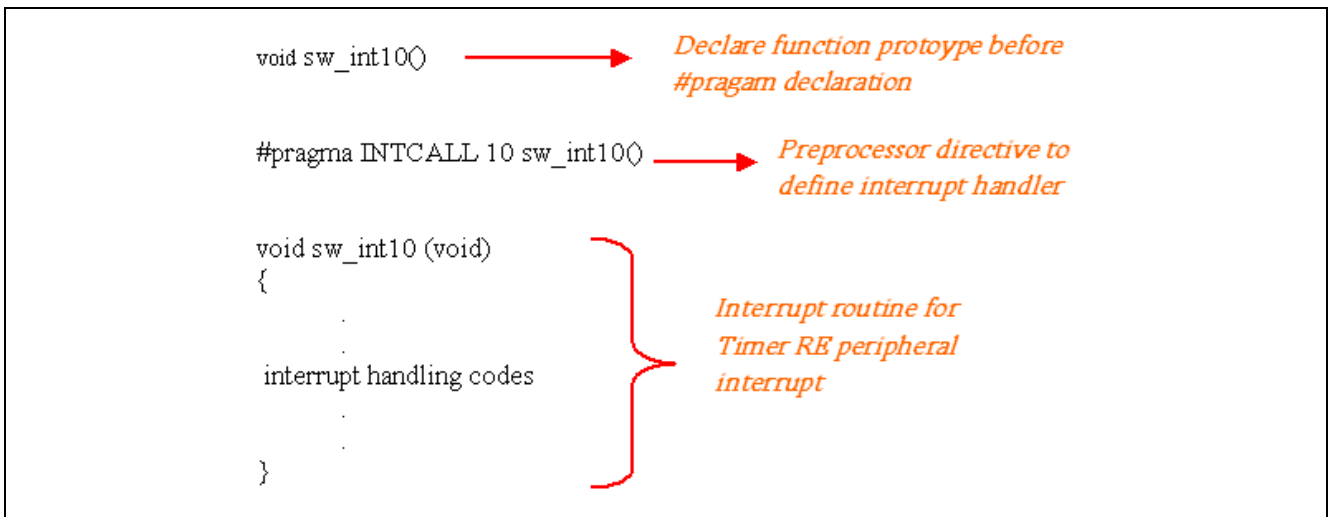 void sw_int10()
Declare function protoype before
#pragam declaration
#pragma INTCALL 10 sw_int10()
Preprocessor directive to
define interrupt handler
void sw_int10 (void)
{
.
.
interrupt handling codes
.
.
}
Interrupt routine for
Timer RE peripheral
interrupt